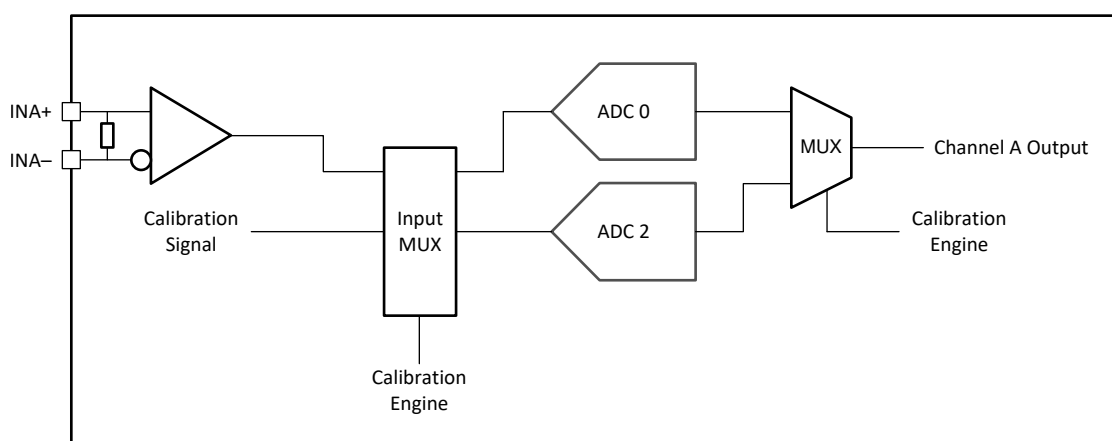 INA+
INA–
ADC 0
MUX
Channel A Output
Calibration
Signal
Input
MUX
ADC 2
Calibration
Engine
Calibration
Engine